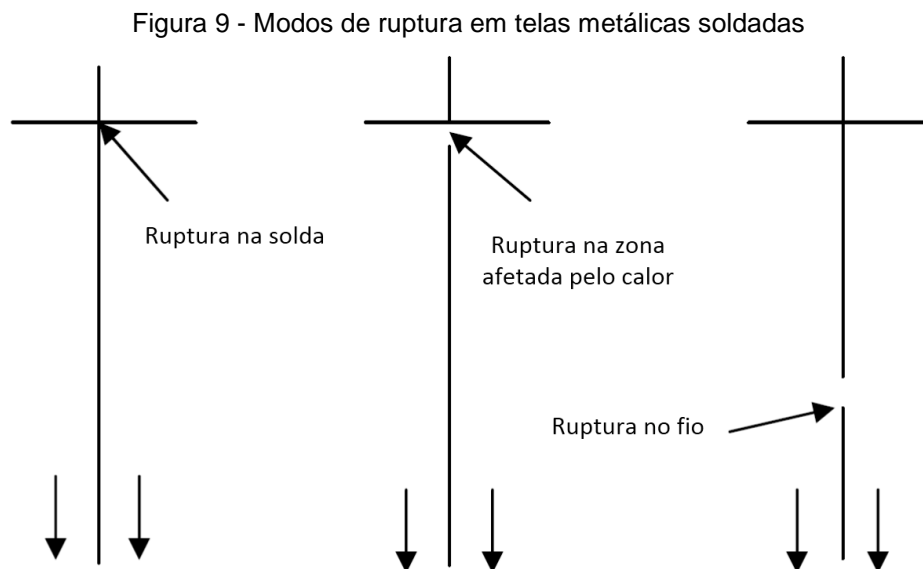 Figura 9 - Modos de ruptura em telas metálicas soldadas
Ruptura na solda
Ruptura na zona
afetada pelo calor
Ruptura no fio